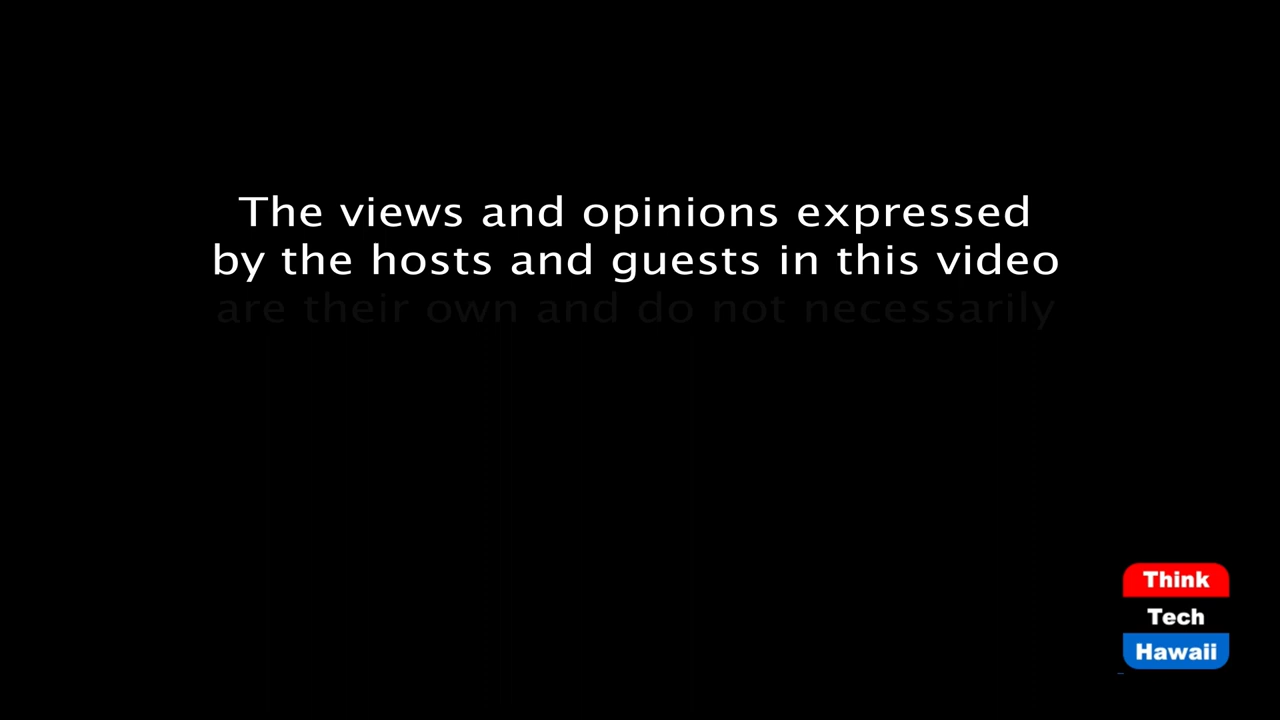 The views and opinions expressed
by the hosts and guests in this video
are their own and do not necessarily
Think
Tech
Hawaii